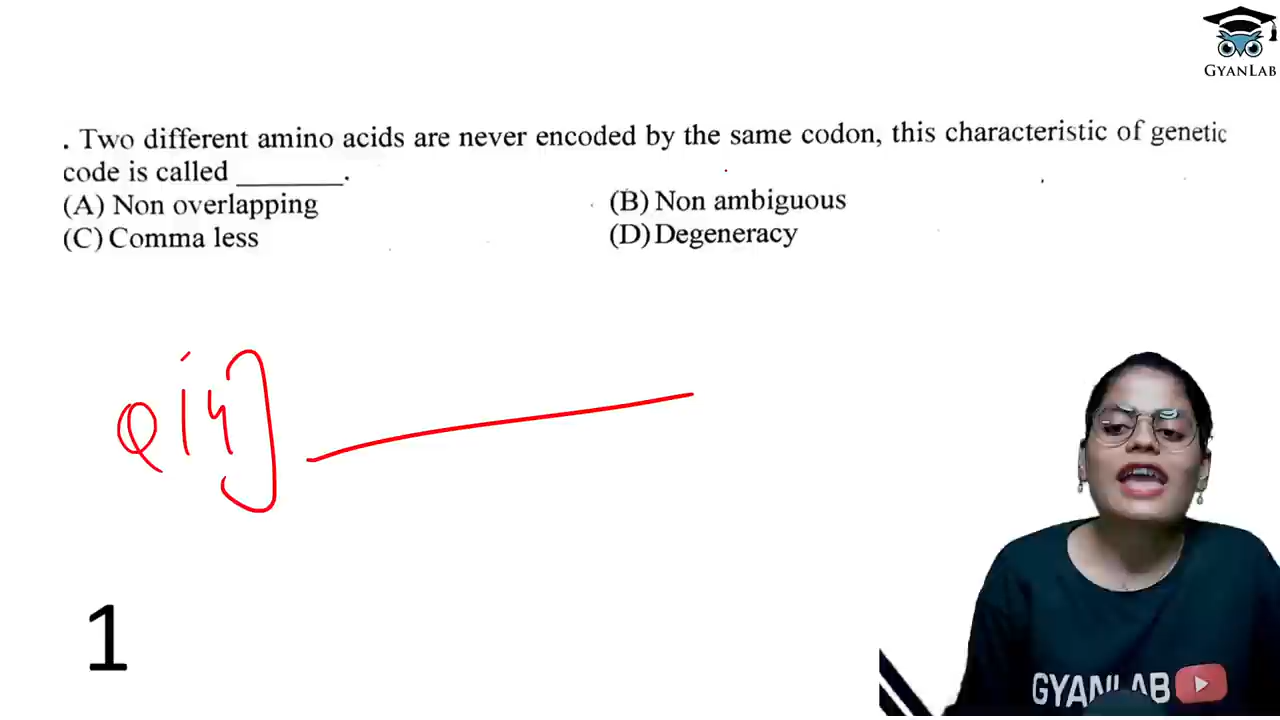 GYANLAB
. Two different amino acids are never encoded by the same codon, this characteristic of genetic
code is called ________.
(A) Non overlapping
(B) Non ambiguous
(C) Comma less
(D) Degeneracy
1
GYANLAB